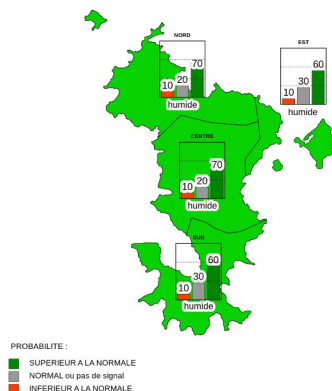 NORD
70
20
10
humide
EST
60
30
10
humide
CENTRE
70
20
10
humide
SUD
60
30
10
humide
PROBABILITE :
SUPERIEUR A LA NORMALE
NORMAL ou pas de signal
INFERIEUR A LA NORMALE